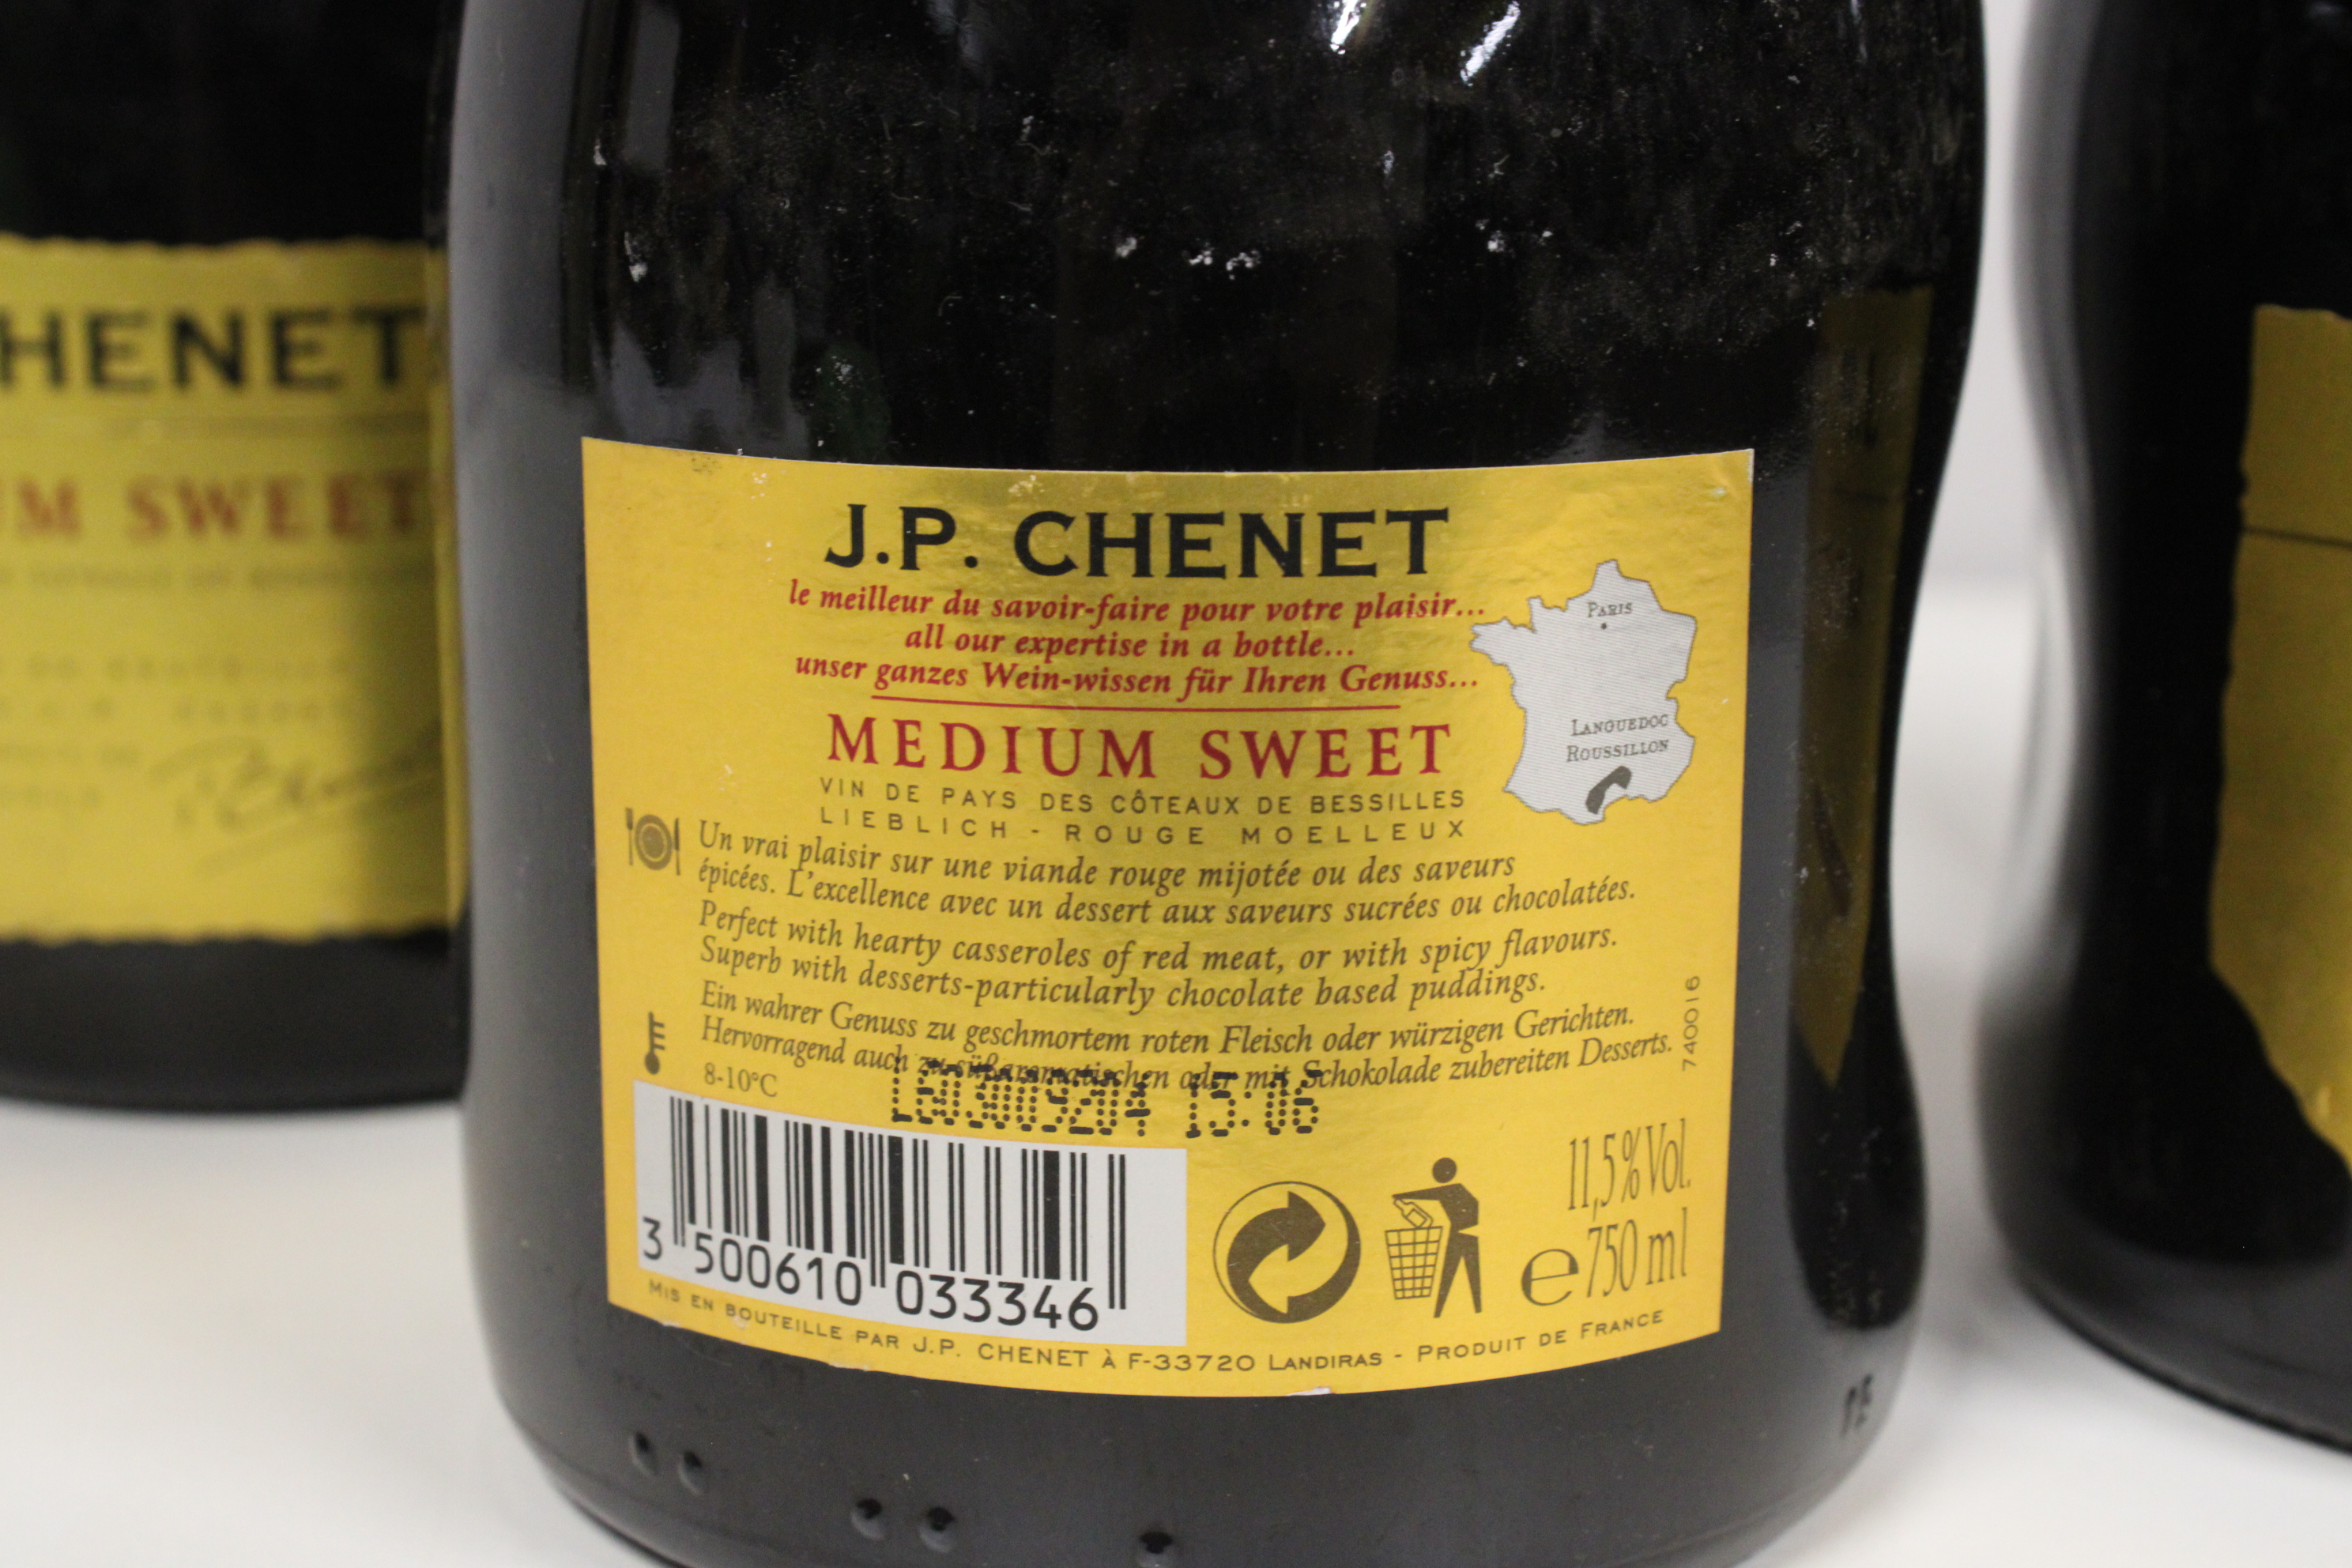 HENET
M SWEET
J.P. CHENET
le meilleur du savoir-faire pour votre plaisir...
all our expertise in a bottle...
unser ganzes Wein-wissen für Ihren Genuss...
MEDIUM SWEET
VIN DE PAYS DES CÔTEAUX DE BESSILLES
LIEBLICH - ROUGE MOELLEUX
PARIS
LANGUEDOC
ROUSSILLON
Un vrai plaisir sur une viande rouge mijotée ou des saveurs
épicées. L'excellence avec un dessert aux saveurs sucrées ou chocolatées.
Perfect with hearty casseroles of red meat, or with spicy flavours.
Superb with desserts-particularly chocolate based puddings.
Ein wahrer Genuss zu geschmortem roten Fleisch oder würzigen Gerichten.
Hervorragend auch zu süßaromatischen oder mit Schokolade zubereiten Desserts.
8-10°C
15:06
740016
3 500610 033346
11,5%Vol.
e 750 ml
MIS EN BOUTEILLE PAR J.P. CHENET À F-33720 LANDIRAS - PRODUIT DE FRANCE